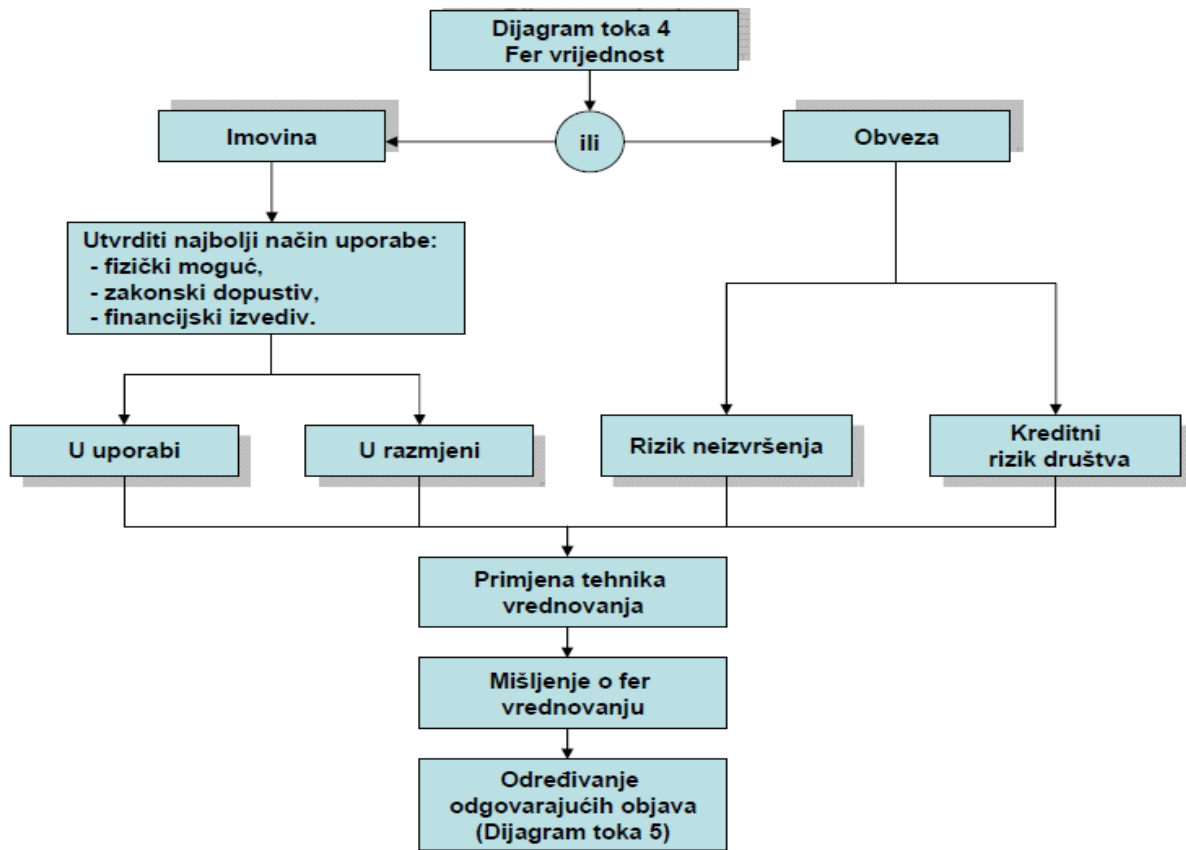 Dijagram toka 4
Fer vrijednost
Imovina
ili
Obveza
Utvrditi najbolji način uporabe:
- fizički moguć,
- zakonski dopustiv,
- financijski izvediv.
U uporabi
U razmjeni
Rizik neizvršenja
Kreditni
rizik društva
Primjena tehnika
vrednovanja
Mišljenje o fer
vrednovanju
Određivanje
odgovarajućih objava
(Dijagram toka 5)